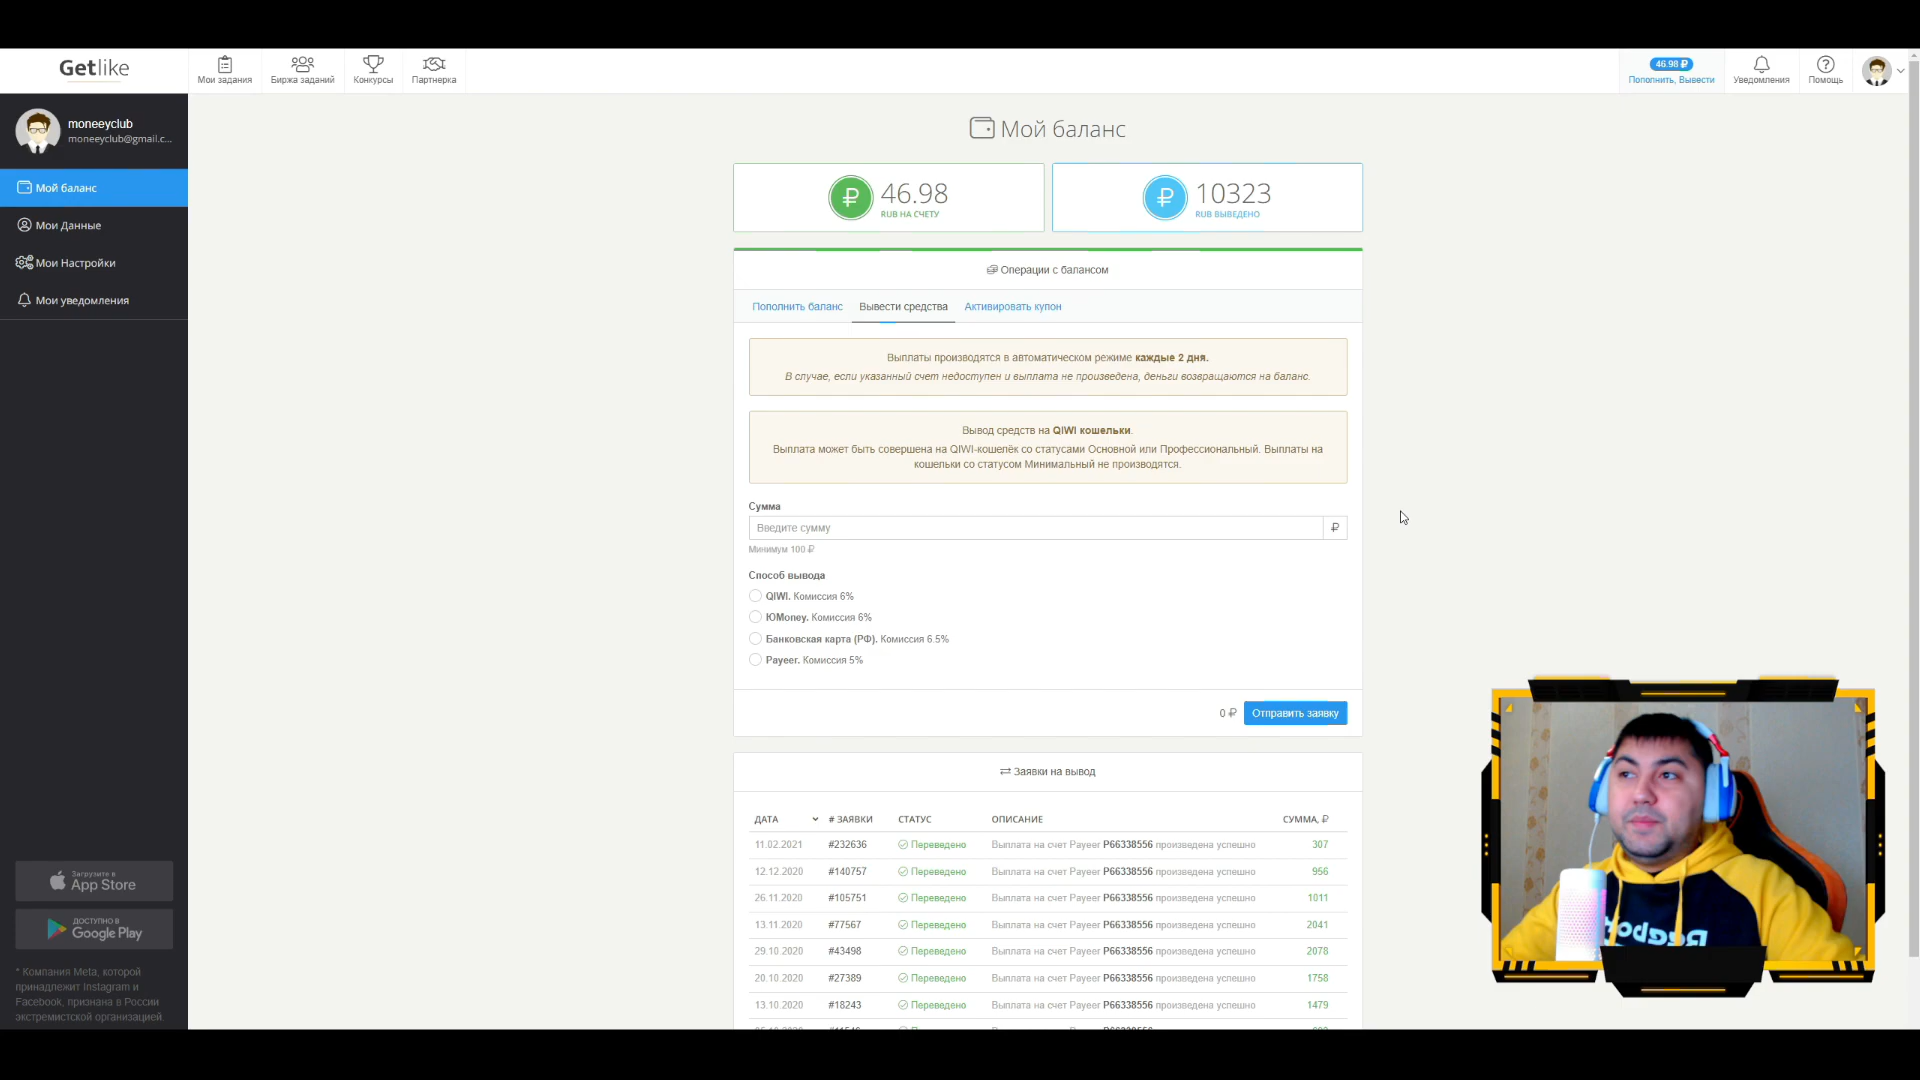 Getlike
Мои задания
Биржа заданий
Конкурсы
Партнерка
46.98 ₽
Пополнить, Вывести
Уведомления
Помощь
moneeyclub
moneeyclub@gmail.c...
Мой баланс
Мои Данные
Мои Настройки
Мои уведомления
Загрузите в
App Store
ДОСТУПНО В
Google Play
* Компания Meta, которой
принадлежит Instagram и
Facebook, признана в России
экстремистской организацией.
Мой баланс
₽ 46.98
RUB НА СЧЕТУ
₽ 10323
RUB ВЫВЕДЕНО
Операции с балансом
Пополнить баланс Вывести средства Активировать купон
Выплаты производятся в автоматическом режиме каждые 2 дня.
В случае, если указанный счет недоступен и выплата не произведена, деньги возвращаются на баланс.
Вывод средств на QIWI кошельки.
Выплата может быть совершена на QIWI-кошелёк со статусами Основной или Профессиональный. Выплаты на
кошельки со статусом Минимальный не производятся.
Сумма
Введите сумму ₽
Минимум 100 ₽
Способ вывода
QIWI. Комиссия 6%
ЮMoney. Комиссия 6%
Банковская карта (РФ). Комиссия 6.5%
Payeer. Комиссия 5%
0 ₽ Отправить заявку
Заявки на вывод
ДАТА # ЗАЯВКИ СТАТУС ОПИСАНИЕ СУММА, ₽
11.02.2021 #232636 Переведено Выплата на счет Payeer P66338556 произведена успешно 307
12.12.2020 #140757 Переведено Выплата на счет Payeer P66338556 произведена успешно 956
26.11.2020 #105751 Переведено Выплата на счет Payeer P66338556 произведена успешно 1011
13.11.2020 #77567 Переведено Выплата на счет Payeer P66338556 произведена успешно 2041
29.10.2020 #43498 Переведено Выплата на счет Payeer P66338556 произведена успешно 2078
20.10.2020 #27389 Переведено Выплата на счет Payeer P66338556 произведена успешно 1758
13.10.2020 #18243 Переведено Выплата на счет Payeer P66338556 произведена успешно 1479
Reebok